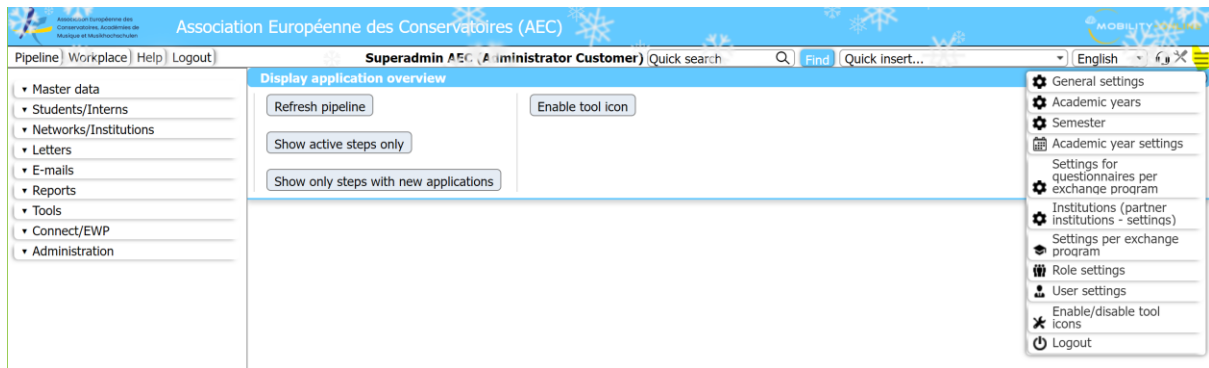 Association Européenne des
Conservatoires, Académies de
Musique et Musikhochschulen
Association Européenne des Conservatoires (AEC)
MOBILITY
Pipeline Workplace Help Logout
Superadmin AEC (Administrator Customer) Quick search Find Quick insert... English
Master data
Students/Interns
Networks/Institutions
Letters
E-mails
Reports
Tools
Connect/EWP
Administration
Display application overview
Refresh pipeline Enable tool icon
Show active steps only
Show only steps with new applications
General settings
Academic years
Semester
Academic year settings
Settings for
questionnaires per
exchange program
Institutions (partner
institutions - settings)
Settings per exchange
program
Role settings
User settings
Enable/disable tool
icons
Logout